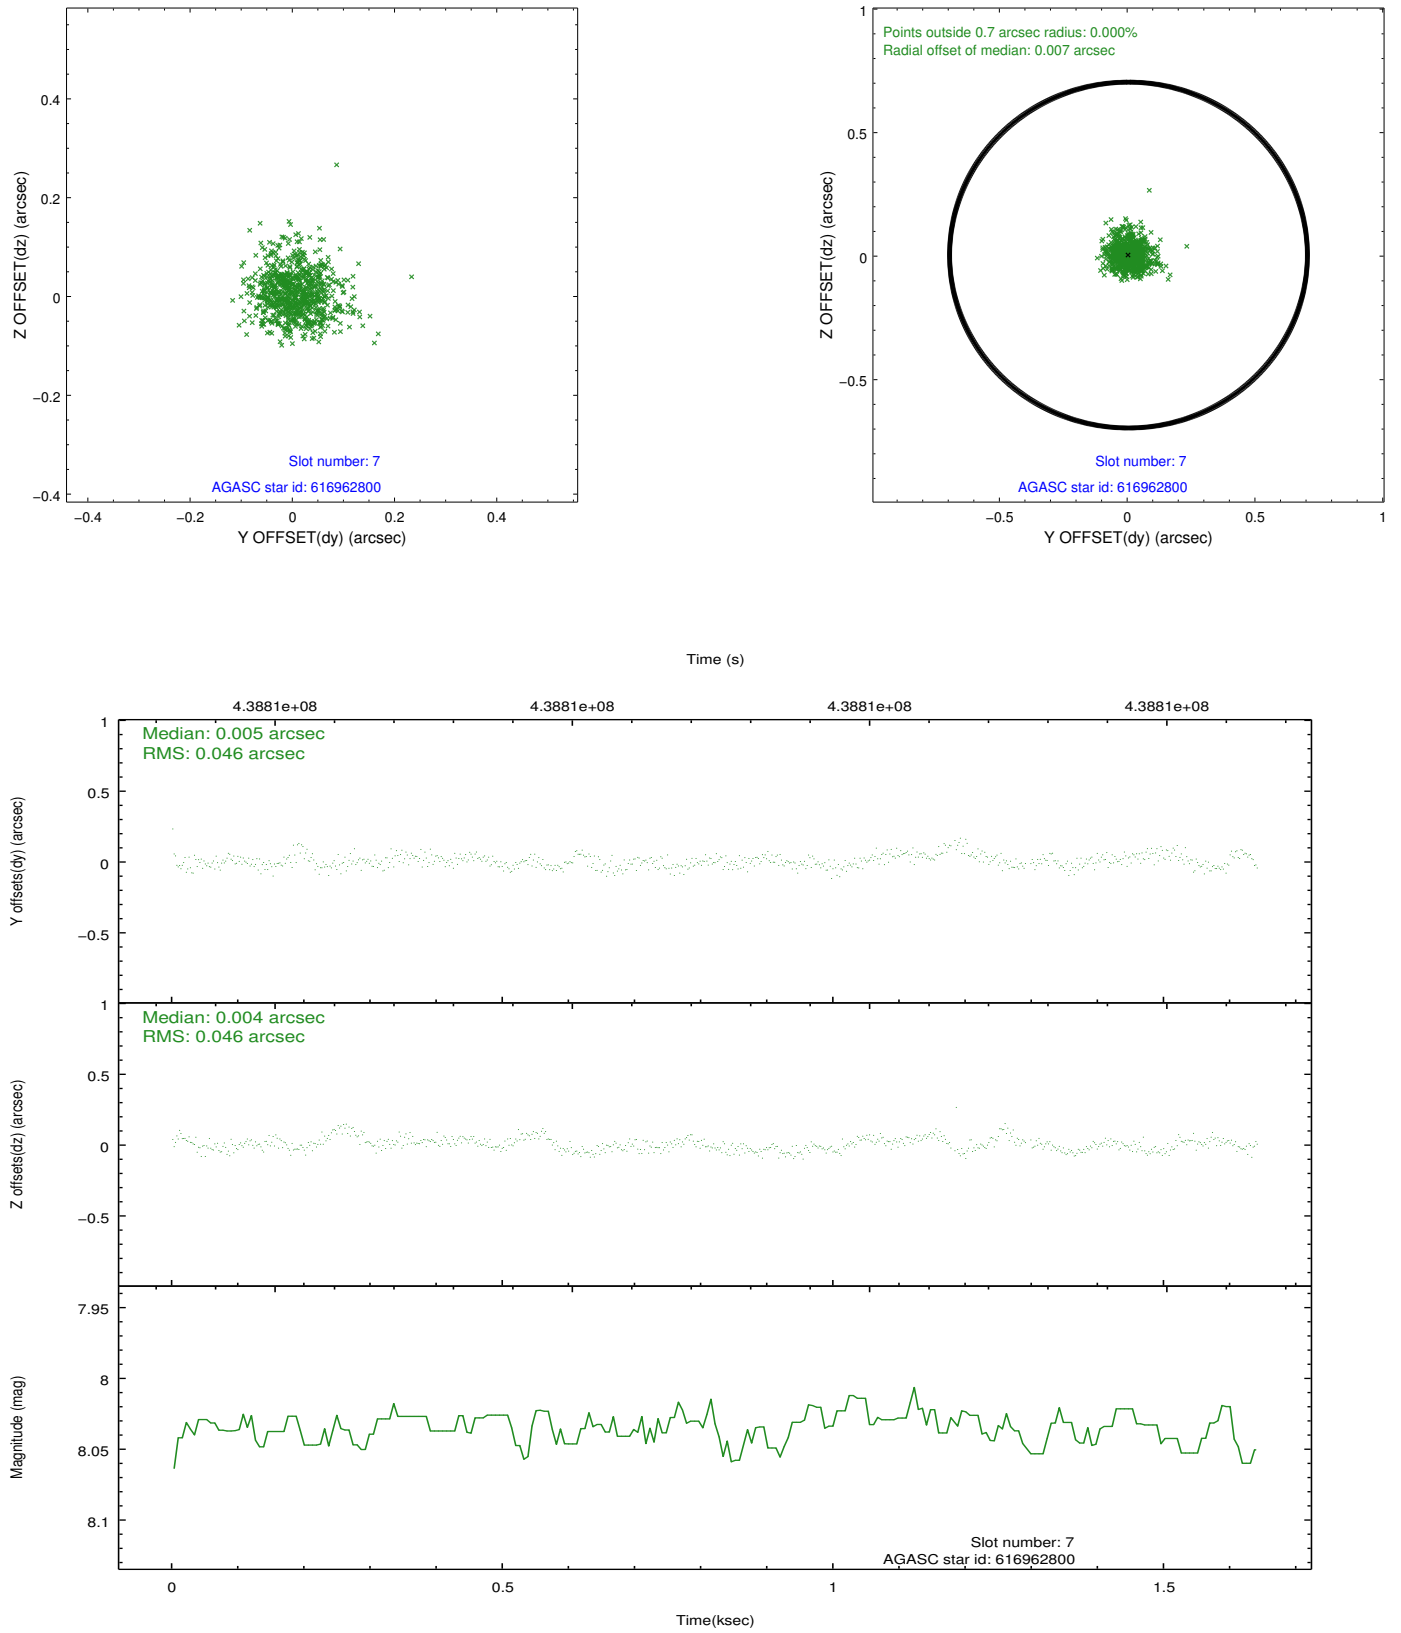 0.4
0.2
0
−0.2
−0.4
−0.4
−0.2
0
0.2
0.4
Z OFFSET(dz) (arcsec)
Y OFFSET(dy) (arcsec)
Slot number: 7
AGASC star id: 616962800
Points outside 0.7 arcsec radius: 0.000%
Radial offset of median: 0.007 arcsec
1
0.5
0
−0.5
−0.5
0
0.5
1
Z OFFSET(dz) (arcsec)
Y OFFSET(dy) (arcsec)
Slot number: 7
AGASC star id: 616962800
Time (s)
4.3881e+08 4.3881e+08 4.3881e+08 4.3881e+08
Median: 0.005 arcsec
RMS: 0.046 arcsec
1
0.5
0
−0.5
Y offsets(dy) (arcsec)
Median: 0.004 arcsec
RMS: 0.046 arcsec
1
0.5
0
−0.5
Z offsets(dz) (arcsec)
7.95
8
8.05
8.1
Magnitude (mag)
Slot number: 7
AGASC star id: 616962800
0 0.5 1 1.5
Time(ksec)